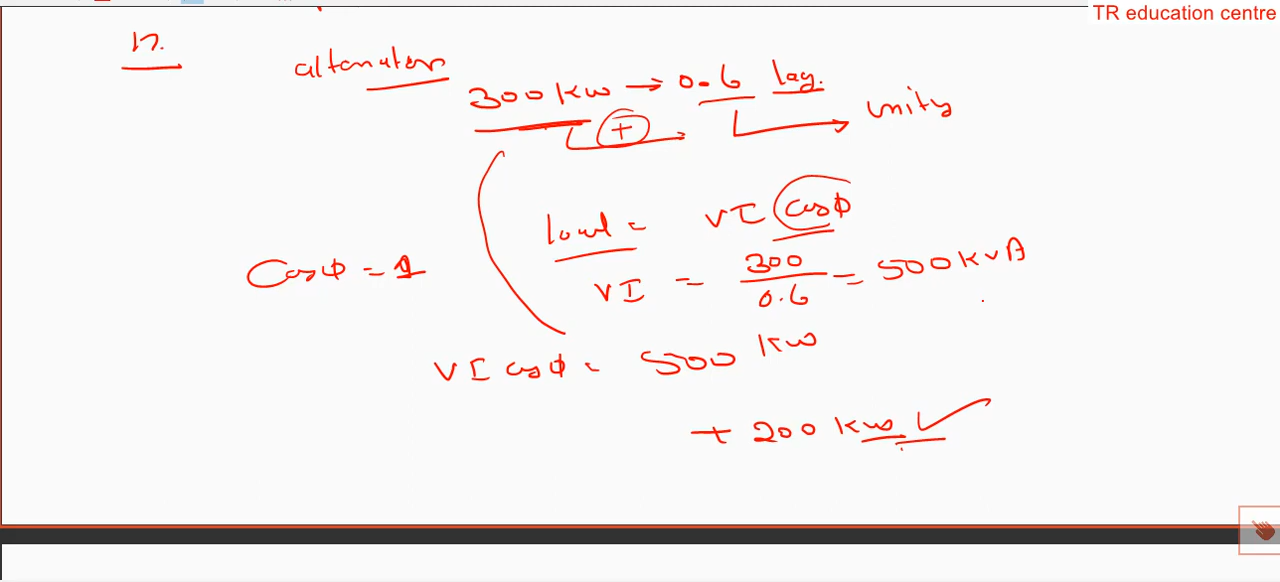 TR education centre
17.
alternators
300 kw → 0.6 lag.
+
unity
load = VI cosφ
Cosφ = 1
VI = 300/0.6 = 500 KVA
VI cosφ = 500 kw
+ 200 kw ✓